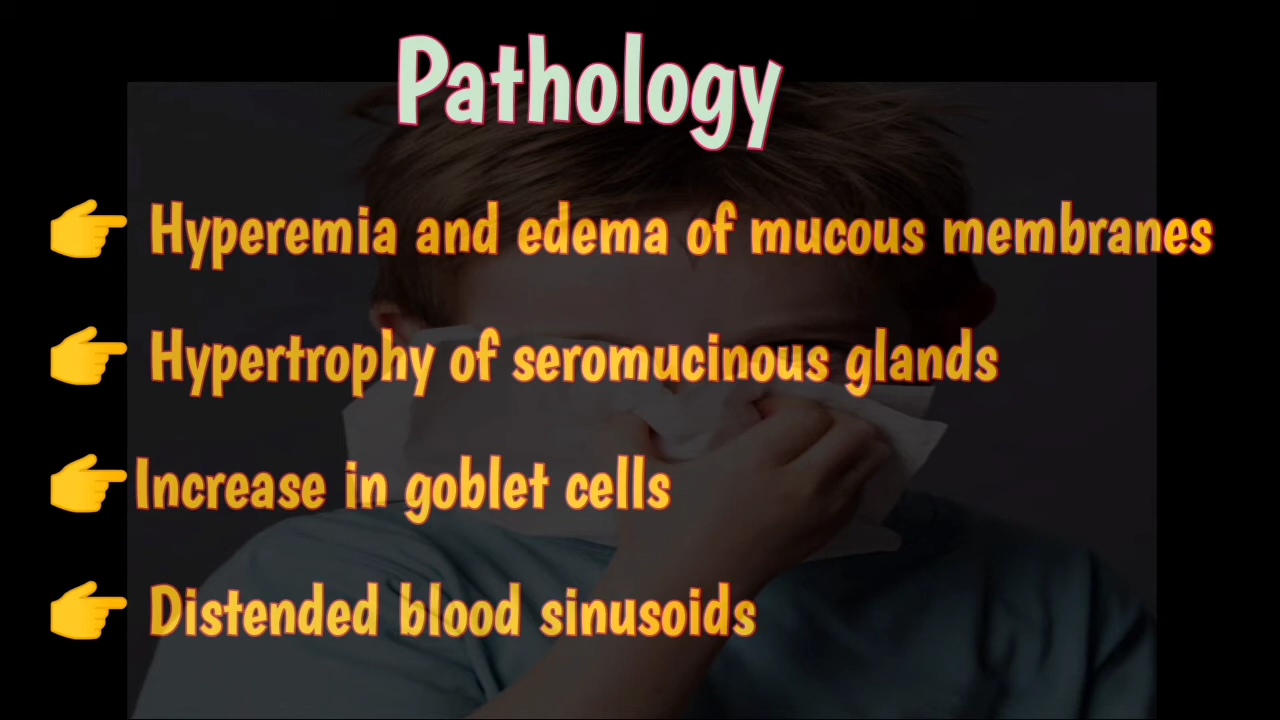 Pathology
👉 Hyperemia and edema of mucous membranes
👉 Hypertrophy of seromucinous glands
👉 Increase in goblet cells
👉 Distended blood sinusoids